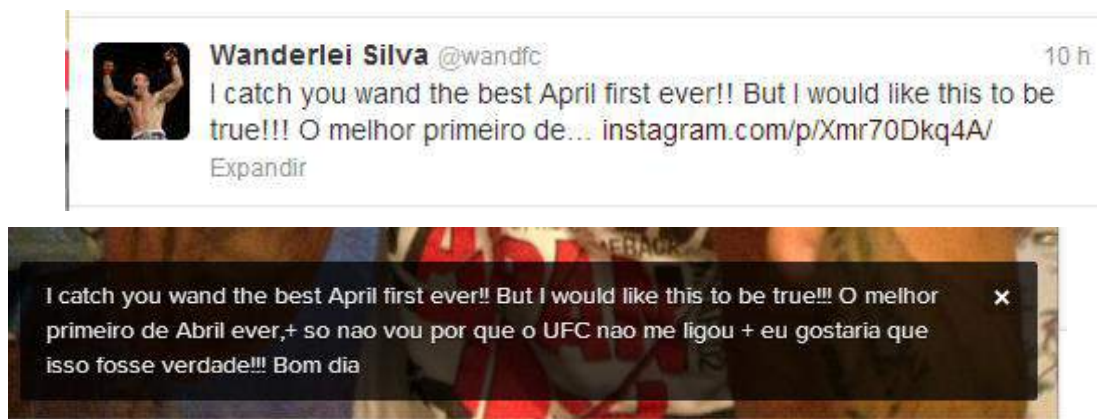 Wanderlei Silva @wandfc 10 h
I catch you wand the best April first ever!! But I would like this to be
true!!! O melhor primeiro de... instagram.com/p/Xmr70Dkq4A/
Expandir
I catch you wand the best April first ever!! But I would like this to be true!!! O melhor ×
primeiro de Abril ever,+ so nao vou por que o UFC nao me ligou + eu gostaria que
isso fosse verdade!!! Bom dia